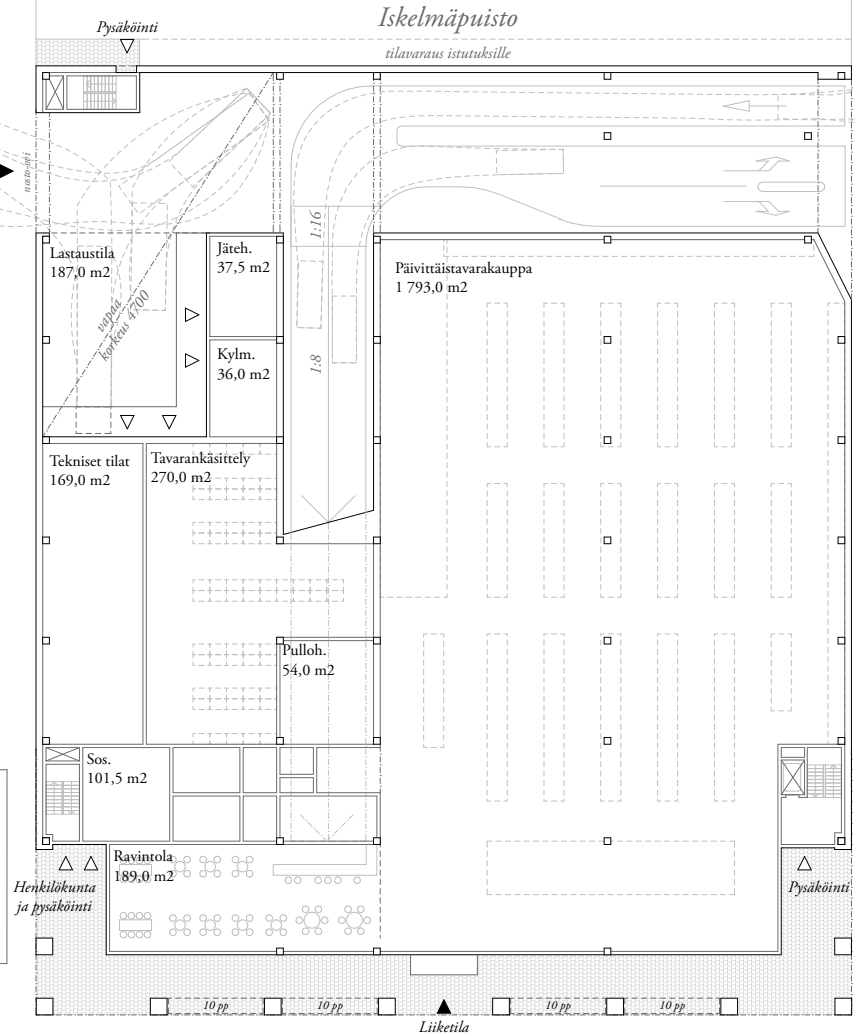 Iskelmäpuisto
Pysäköinti
tilavaraus istutuksille
nosto-ovi
1:16
Lastaustila
187,0 m2
Jäteh.
37,5 m2
Päivittäistavarakauppa
1 793,0 m2
vapaa
korkeus 4700
Kylm.
36,0 m2
1:8
Tekniset tilat
169,0 m2
Tavarankäsittely
270,0 m2
Pulloh.
54,0 m2
Sos.
101,5 m2
Ravintola
189,0 m2
Henkilökunta
ja pysäköinti
Pysäköinti
10 pp
10 pp
10 pp
10 pp
Liiketila